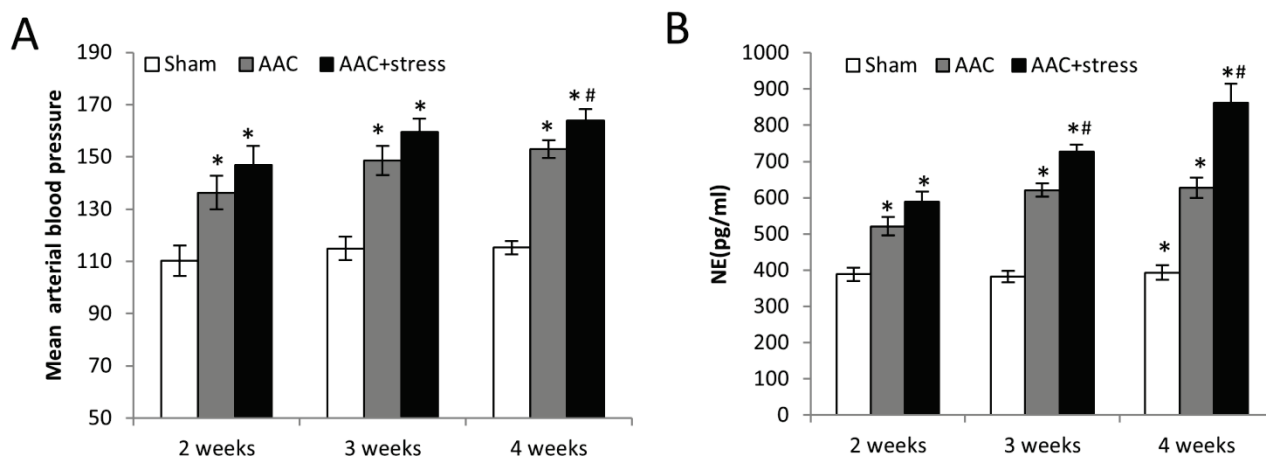 A
Mean arterial blood pressure
190
170
150
130
110
90
70
50
Sham AAC AAC+stress
* *
* *
* * #
2 weeks 3 weeks 4 weeks
B
NE(pg/ml)
1000
900
800
700
600
500
400
300
200
100
0
Sham AAC AAC+stress
* *
* *#
* * *#
2 weeks 3 weeks 4 weeks